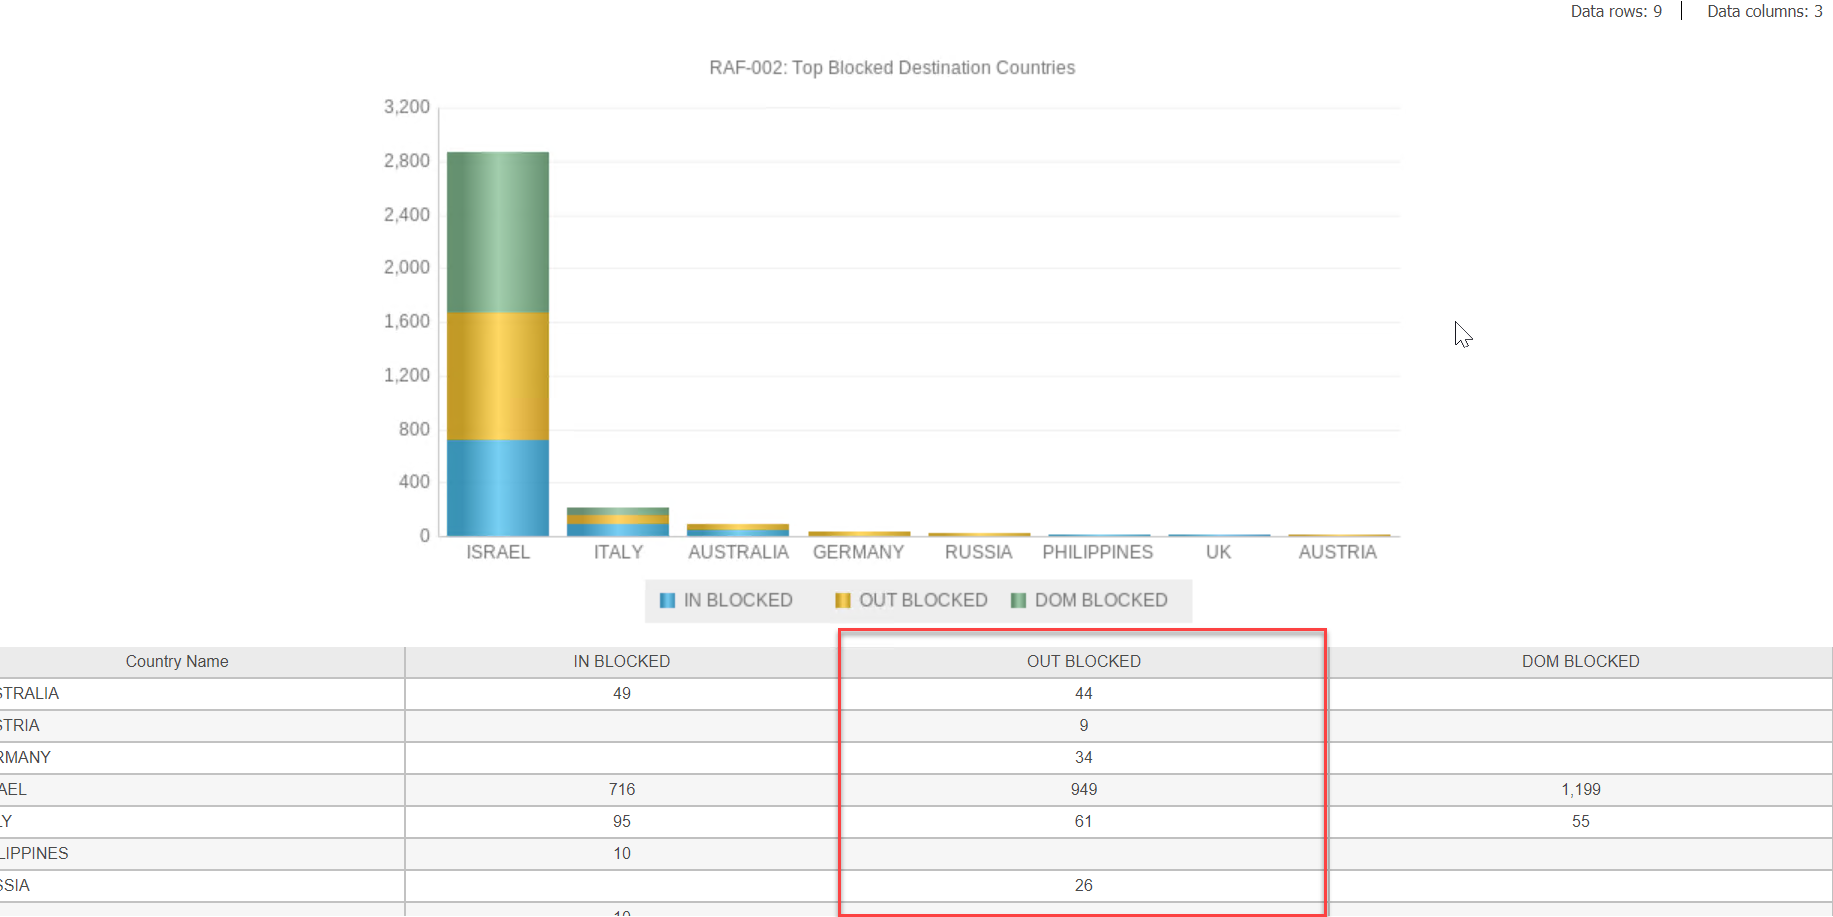 Data rows: 9 Data columns: 3
RAF-002: Top Blocked Destination Countries
3,200
2,800
2,400
2,000
1,600
1,200
800
400
0
ISRAEL ITALY AUSTRALIA GERMANY RUSSIA PHILIPPINES UK AUSTRIA
IN BLOCKED OUT BLOCKED DOM BLOCKED
Country Name IN BLOCKED OUT BLOCKED DOM BLOCKED
STRALIA 49 44
STRIA 9
RMANY 34
AEL 716 949 1,199
LY 95 61 55
LIPPINES 10
SSIA 26